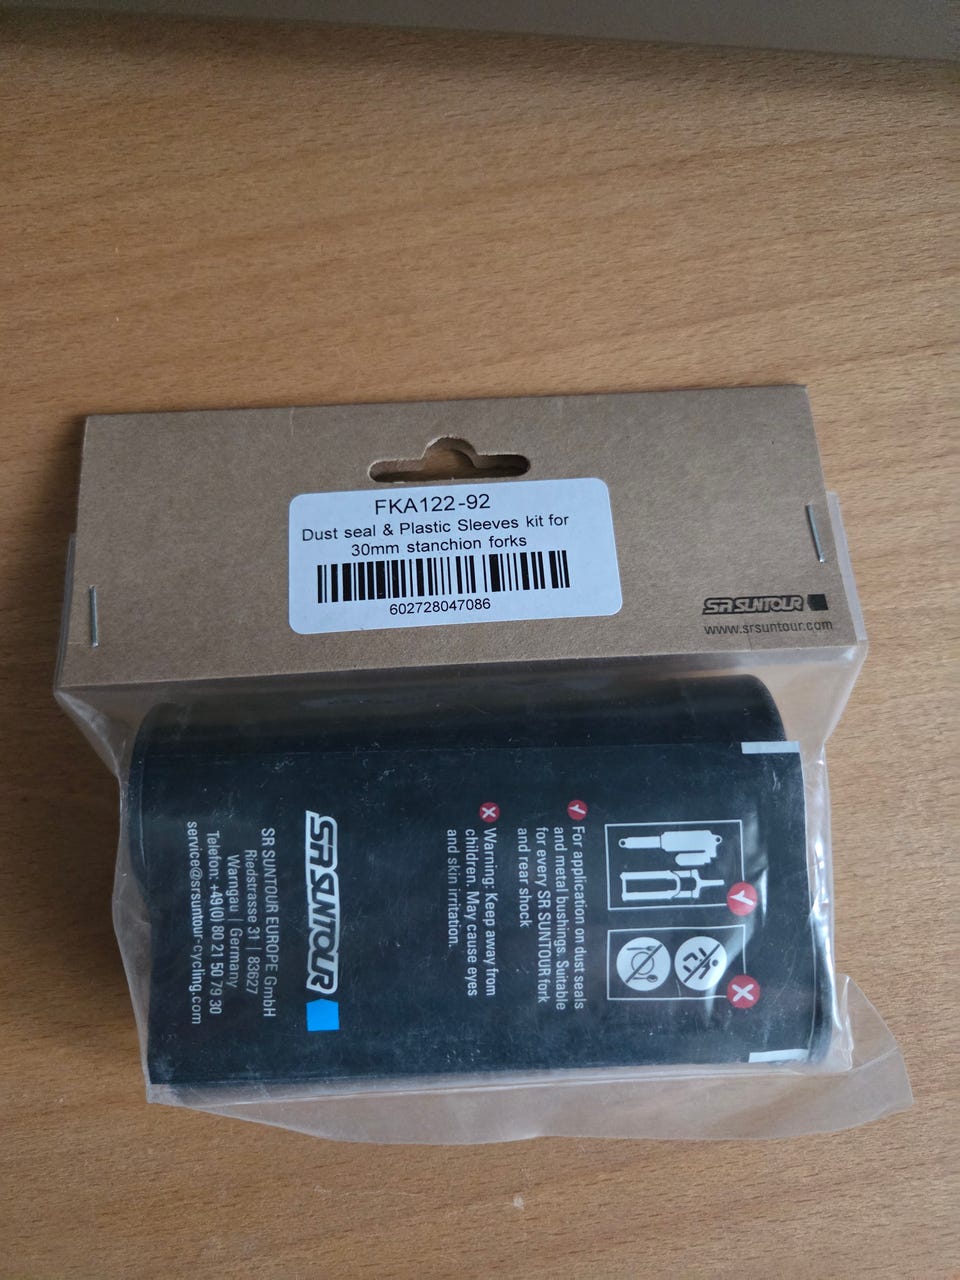 FKA122-92
Dust seal & Plastic Sleeves kit for
30mm stanchion forks
602728047086
SR SUNTOUR
www.srsuntour.com
For application on dust seals
and metal bushings. Suitable
for every SR SUNTOUR fork
and rear shock
Warning: Keep away from
children. May cause eyes
and skin irritation.
SR SUNTOUR
SR SUNTOUR EUROPE GmbH
Riedstrasse 31 | 83627
Warngau | Germany
Telefon: +49(0) 80 21 50 79 30
service@srsuntour-cycling.com